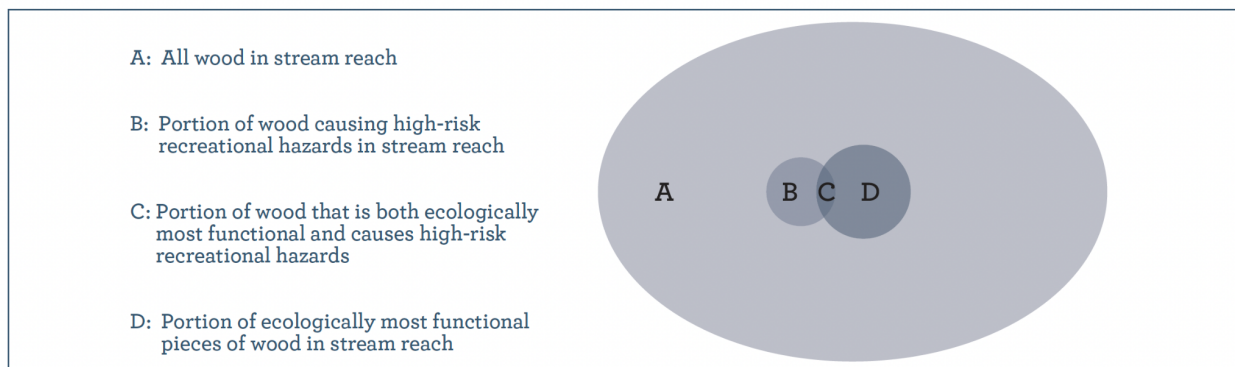 A: All wood in stream reach
B: Portion of wood causing high-risk
recreational hazards in stream reach
C: Portion of wood that is both ecologically
most functional and causes high-risk
recreational hazards
D: Portion of ecologically most functional
pieces of wood in stream reach
A B C D